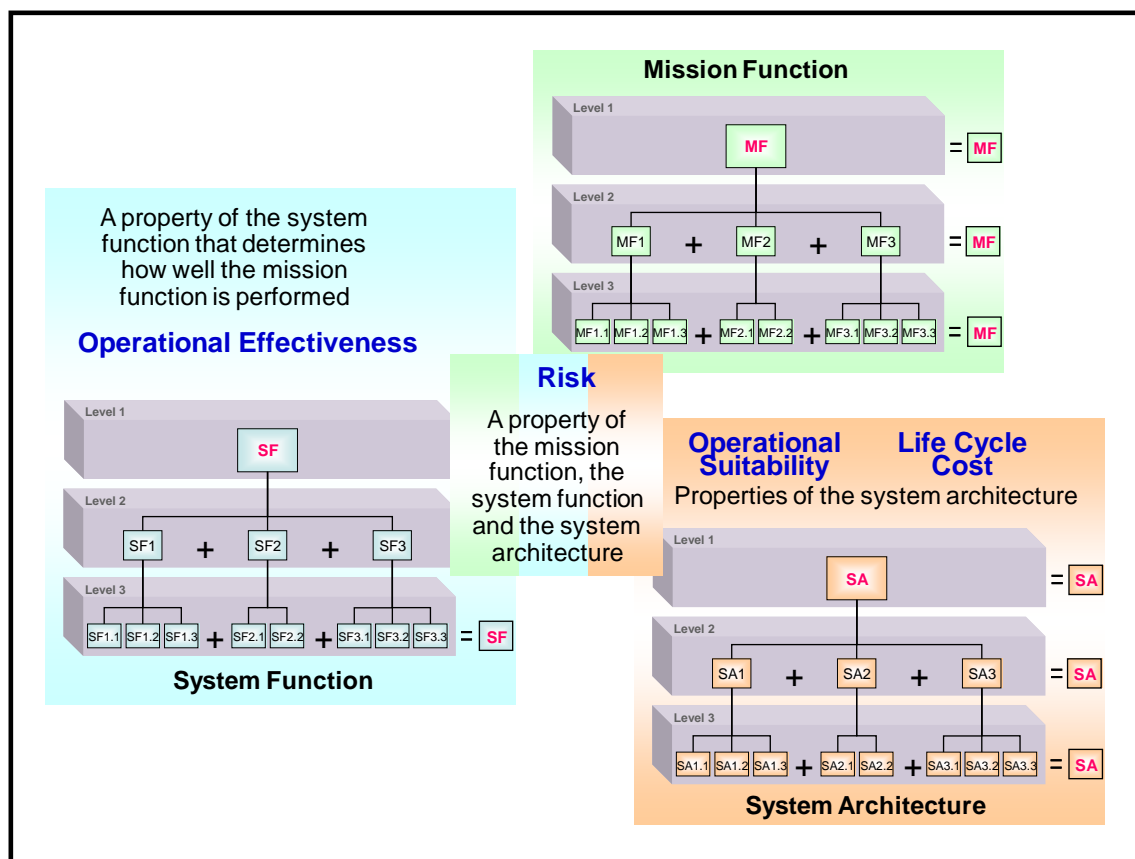 Mission Function
Level 1
MF
= MF
Level 2
MF1 + MF2 + MF3
= MF
Level 3
MF1.1 MF1.2 MF1.3 + MF2.1 MF2.2 + MF3.1 MF3.2 MF3.3
= MF
A property of the system
function that determines
how well the mission
function is performed
Operational Effectiveness
Level 1
SF
Level 2
SF1 + SF2 + SF3
Level 3
SF1.1 SF1.2 SF1.3 + SF2.1 SF2.2 + SF3.1 SF3.2 SF3.3
= SF
System Function
Risk
A property of
the mission
function, the
system function
and the system
architecture
Operational
Suitability
Life Cycle
Cost
Properties of the system architecture
Level 1
SA
= SA
Level 2
SA1 + SA2 + SA3
= SA
Level 3
SA1.1 SA1.2 SA1.3 + SA2.1 SA2.2 + SA3.1 SA3.2 SA3.3
= SA
System Architecture